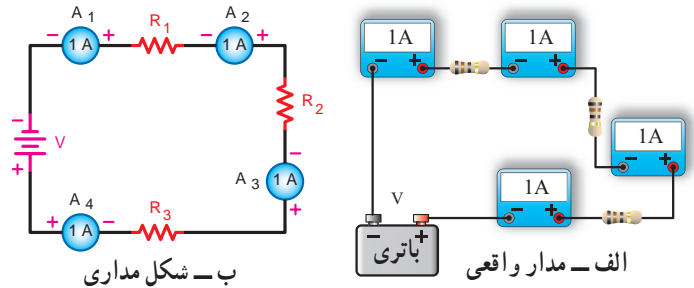 A 1
R 1
A 2
1 A
1 A
R 2
V
A 3
1 A
A 4
1 A
R 3
ب ــ شکل مداری
1A
1A
− +
− +
1A
− +
1A
− +
V
− +
باتری
الف ــ مدار واقعی